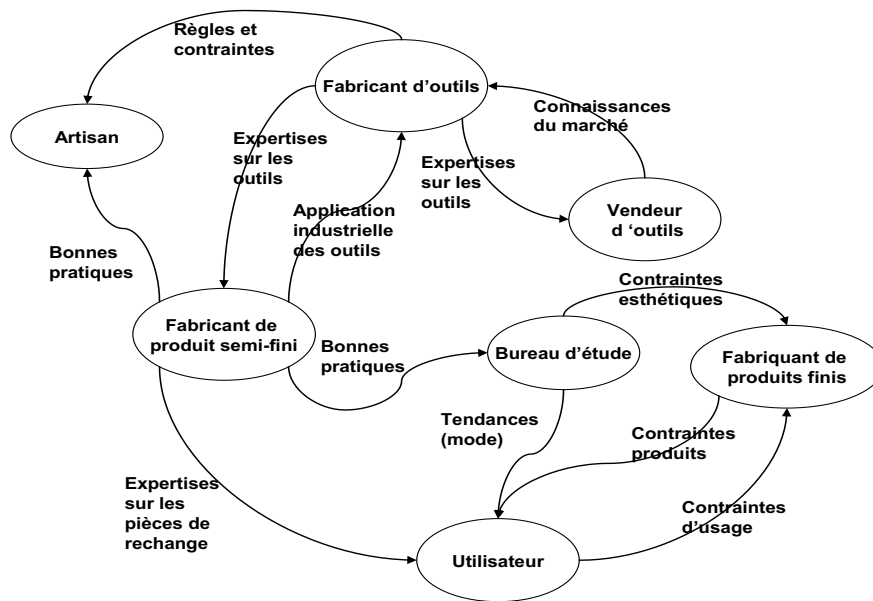 Règles et
contraintes
Fabricant d'outils
Connaissances
du marché
Artisan
Expertises
sur les
outils
Expertises
sur les
outils
Application
industrielle
des outils
Vendeur
d 'outils
Bonnes
pratiques
Contraintes
esthétiques
Fabricant de
produit semi-fini
Bonnes
pratiques
Bureau d'étude
Fabriquant de
produits finis
Tendances
(mode)
Contraintes
produits
Expertises
sur les
pièces de
rechange
Contraintes
d'usage
Utilisateur